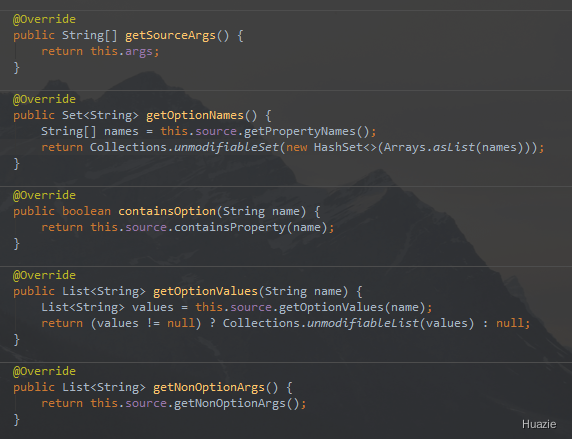 @Override
public String[] getSourceArgs() {
    return this.args;
}
@Override
public Set<String> getOptionNames() {
    String[] names = this.source.getPropertyNames();
    return Collections.unmodifiableSet(new HashSet<>(Arrays.asList(names)));
}
@Override
public boolean containsOption(String name) {
    return this.source.containsProperty(name);
}
@Override
public List<String> getOptionValues(String name) {
    List<String> values = this.source.getOptionValues(name);
    return (values != null) ? Collections.unmodifiableList(values) : null;
}
@Override
public List<String> getNonOptionArgs() {
    return this.source.getNonOptionArgs();
}
Huazie